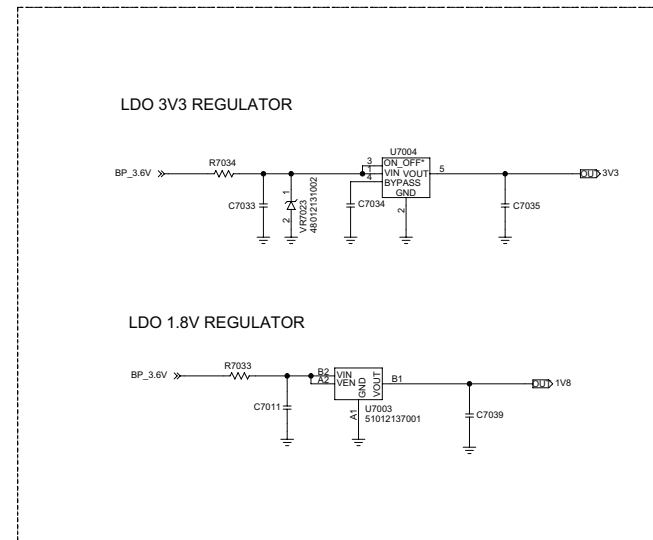 LDO 3V3 REGULATOR
U7004
BP_3.6V
R7034
3
ON_OFF*
1
VIN
VOUT
5
4
BYPASS
GND
2
OUT
3V3
C7033
1
2
VR7023
48012131002
C7034
C7035
LDO 1.8V REGULATOR
BP_3.6V
R7033
B2
VIN
A2
VEN
GND
VOUT
B1
A1
U7003
51012137001
C7011
C7039
OUT
1V8